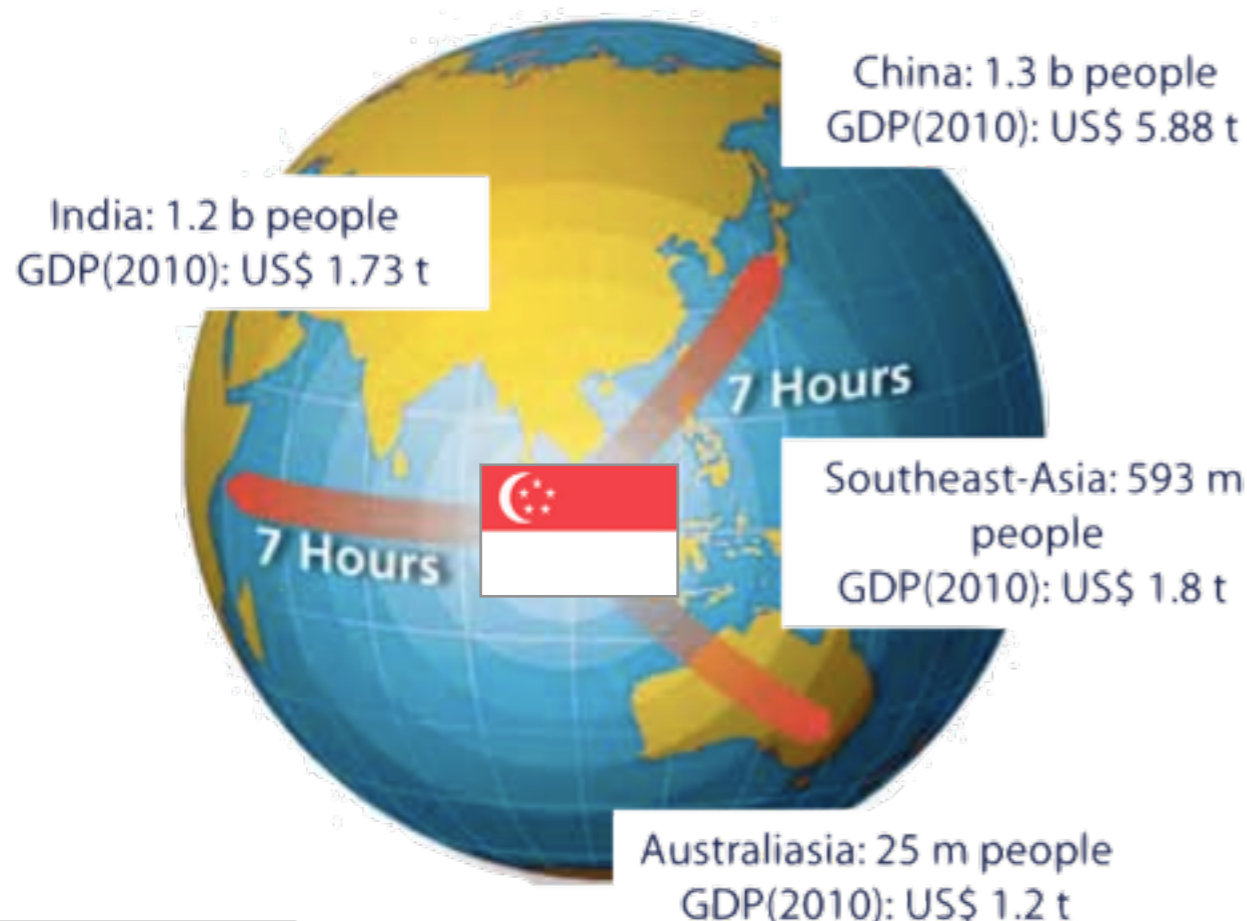 China: 1.3 b people
GDP(2010): US$ 5.88 t
India: 1.2 b people
GDP(2010): US$ 1.73 t
7 Hours
Southeast-Asia: 593 m
people
GDP(2010): US$ 1.8 t
7 Hours
Australiasia: 25 m people
GDP(2010): US$ 1.2 t